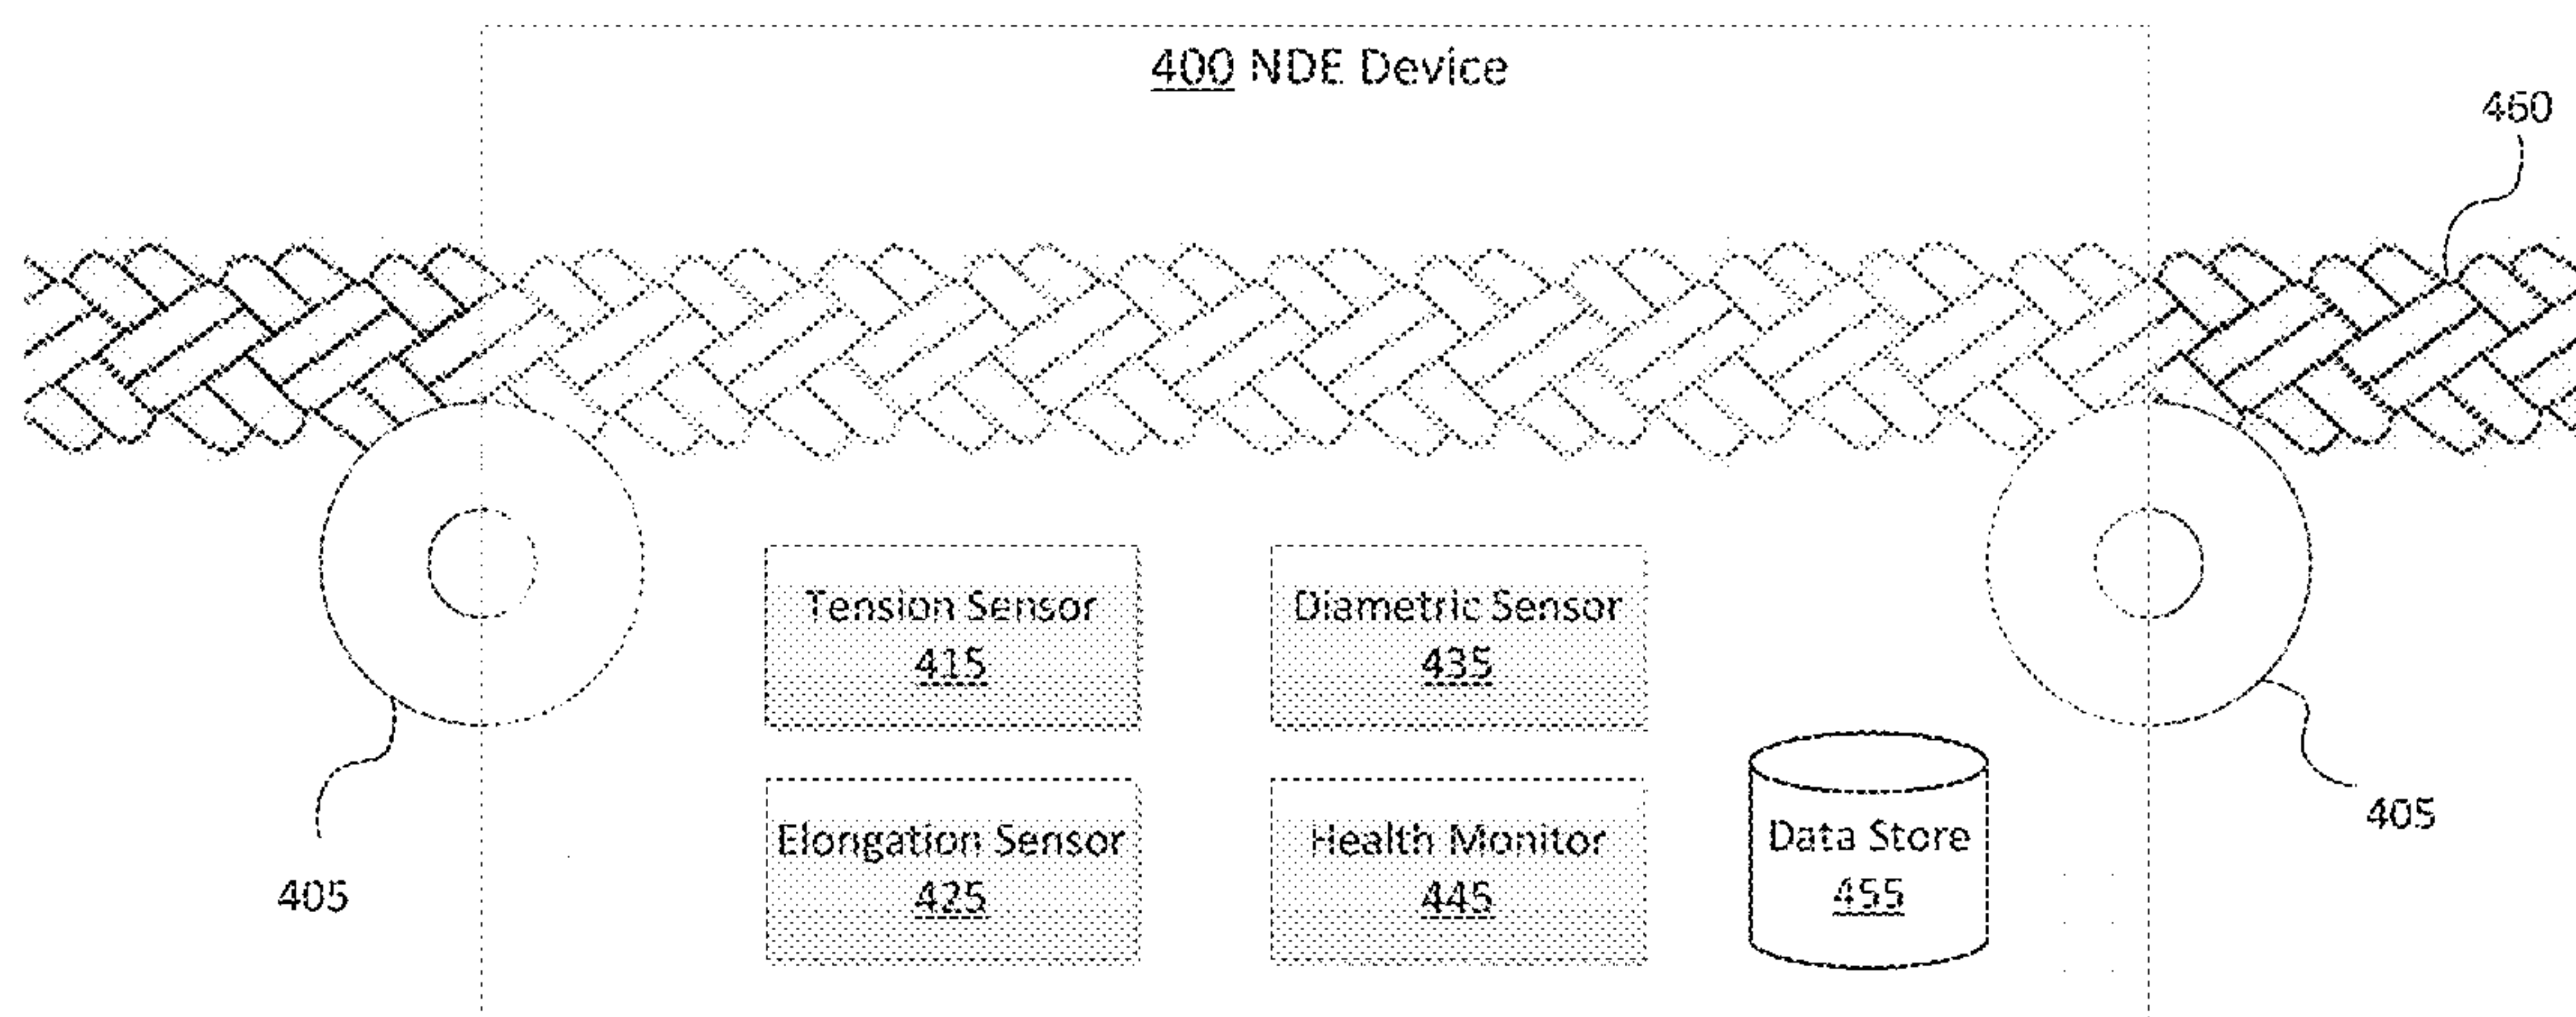 400 NDE Device
460
Tension Sensor
415
Diametric Sensor
435
Elongation Sensor
425
Health Monitor
445
Data Store
455
405
405